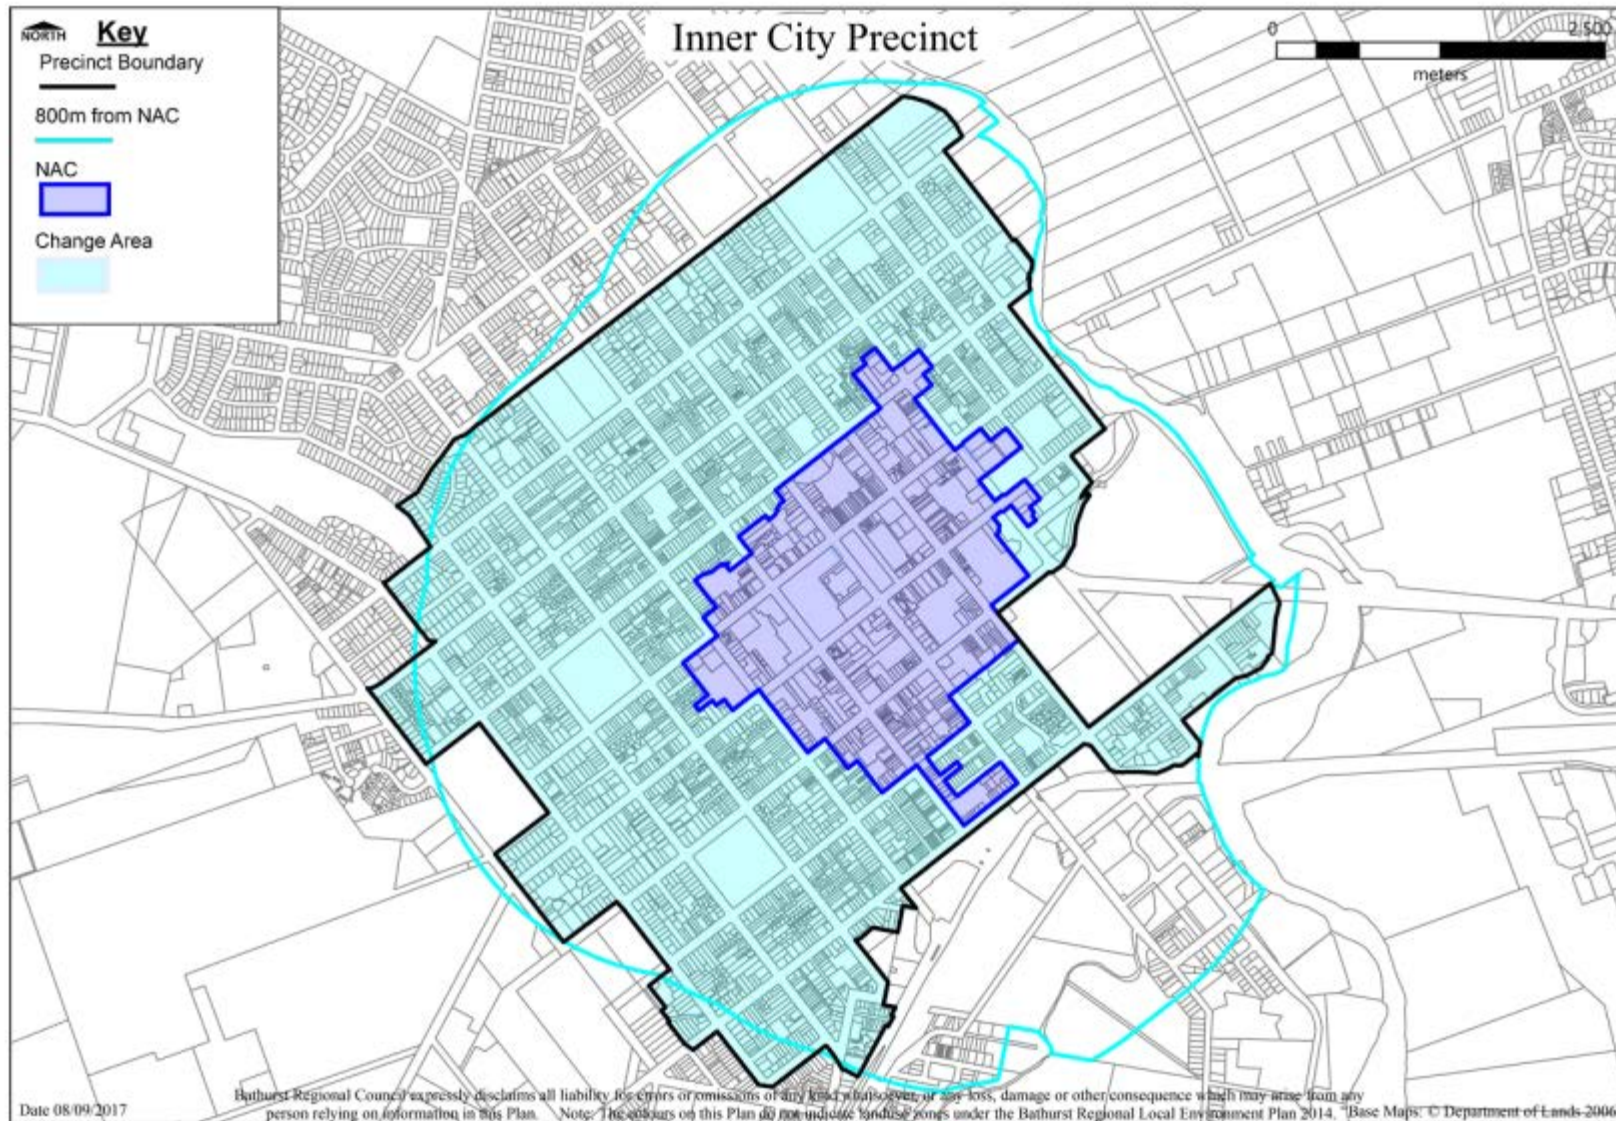 Inner City Precinct
NORTH
Key
Precinct Boundary
800m from NAC
NAC
Change Area
0 2,500
meters
Date 08/09/2017
Bathurst Regional Council expressly disclaims all liability for errors or omissions of any kind whatsoever, or any loss, damage or other consequence which may arise from any
person relying on information in this Plan. Note: The colours on this Plan do not indicate landuse zones under the Bathurst Regional Local Environment Plan 2014. Base Maps: © Department of Lands 2006